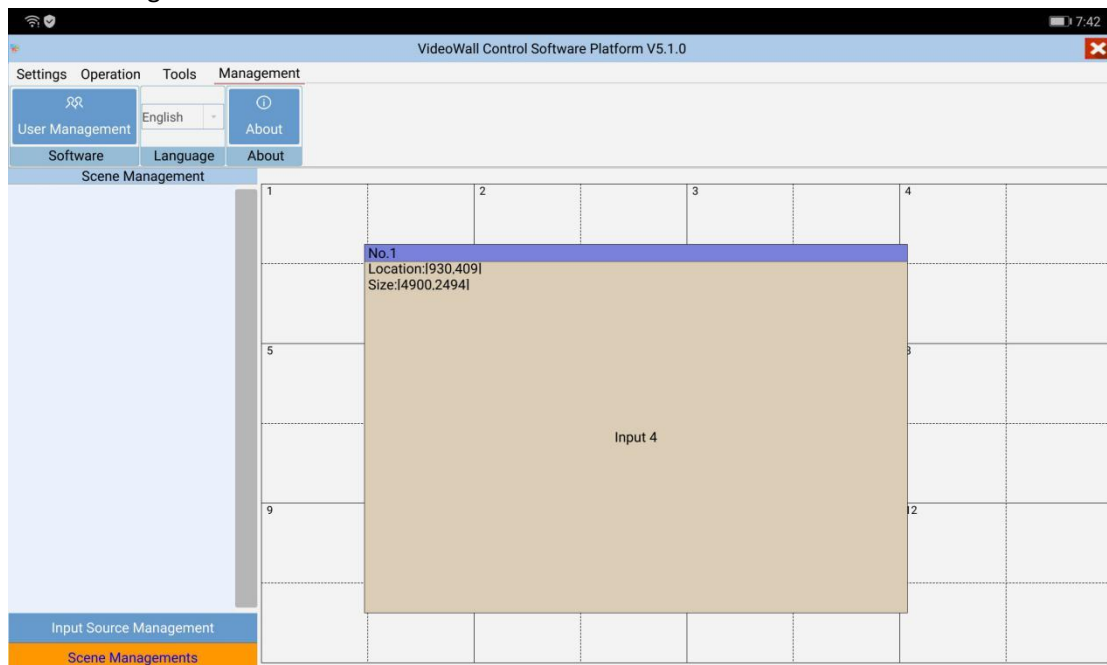 7:42
VideoWall Control Software Platform V5.1.0
Settings Operation Tools Management
User Management English About
Software Language About
Scene Management
1 2 3 4
No.1
Location:[930,409]
Size:[4900,2494]
5
Input 4
9 12
Input Source Management
Scene Managements